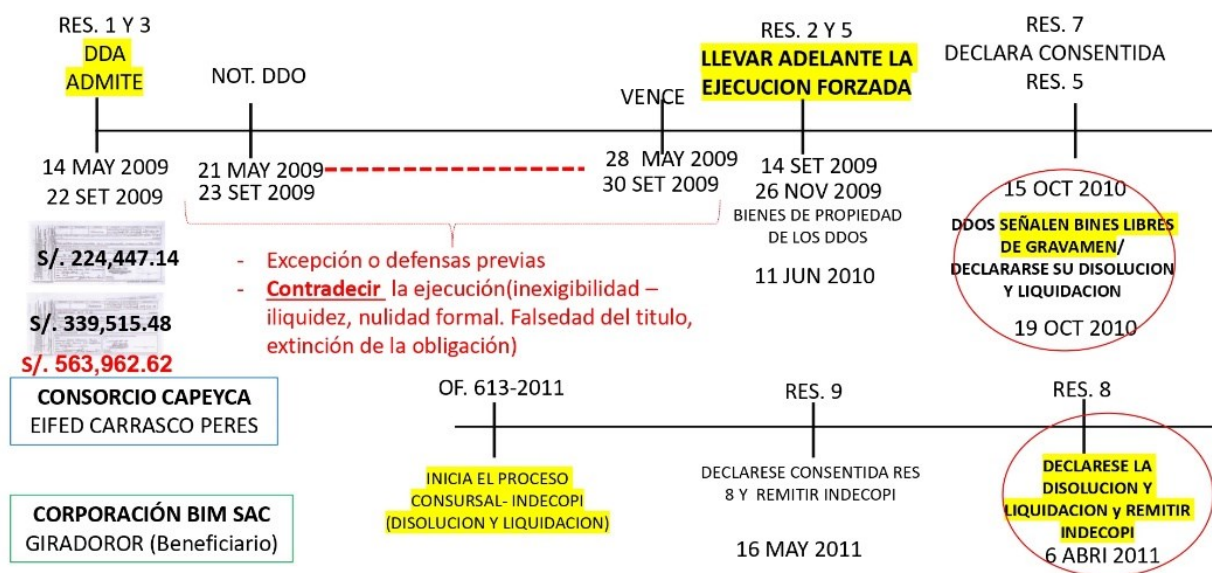 RES. 1 Y 3
DDA
ADMITE
NOT. DDO
VENCE
RES. 2 Y 5
LLEVAR ADELANTE LA
EJECUCION FORZADA
RES. 7
DECLARA CONSENTIDA
RES. 5
14 MAY 2009
22 SET 2009
21 MAY 2009
23 SET 2009
28 MAY 2009
30 SET 2009
14 SET 2009
26 NOV 2009
BIENES DE PROPIEDAD
DE LOS DDOS
11 JUN 2010
15 OCT 2010
DDOS SEÑALEN BINES LIBRES
DE GRAVAMEN/
DECLARARSE SU DISOLUCION
Y LIQUIDACION
19 OCT 2010
S/. 224,447.14
S/. 339,515.48
S/. 563,962.62
- Excepción o defensas previas
- Contradecir la ejecución(inexigibilidad –
iliquidez, nulidad formal. Falsedad del titulo,
extinción de la obligación)
CONSORCIO CAPEYCA
EIFED CARRASCO PERES
CORPORACIÓN BIM SAC
GIRADOROR (Beneficiario)
OF. 613-2011
INICIA EL PROCESO
CONSURSAL- INDECOPI
(DISOLUCION Y LIQUIDACION)
RES. 9
DECLARESE CONSENTIDA RES
8 Y REMITIR INDECOPI
16 MAY 2011
RES. 8
DECLARESE LA
DISOLUCION Y
LIQUIDACION y REMITIR
INDECOPI
6 ABRI 2011